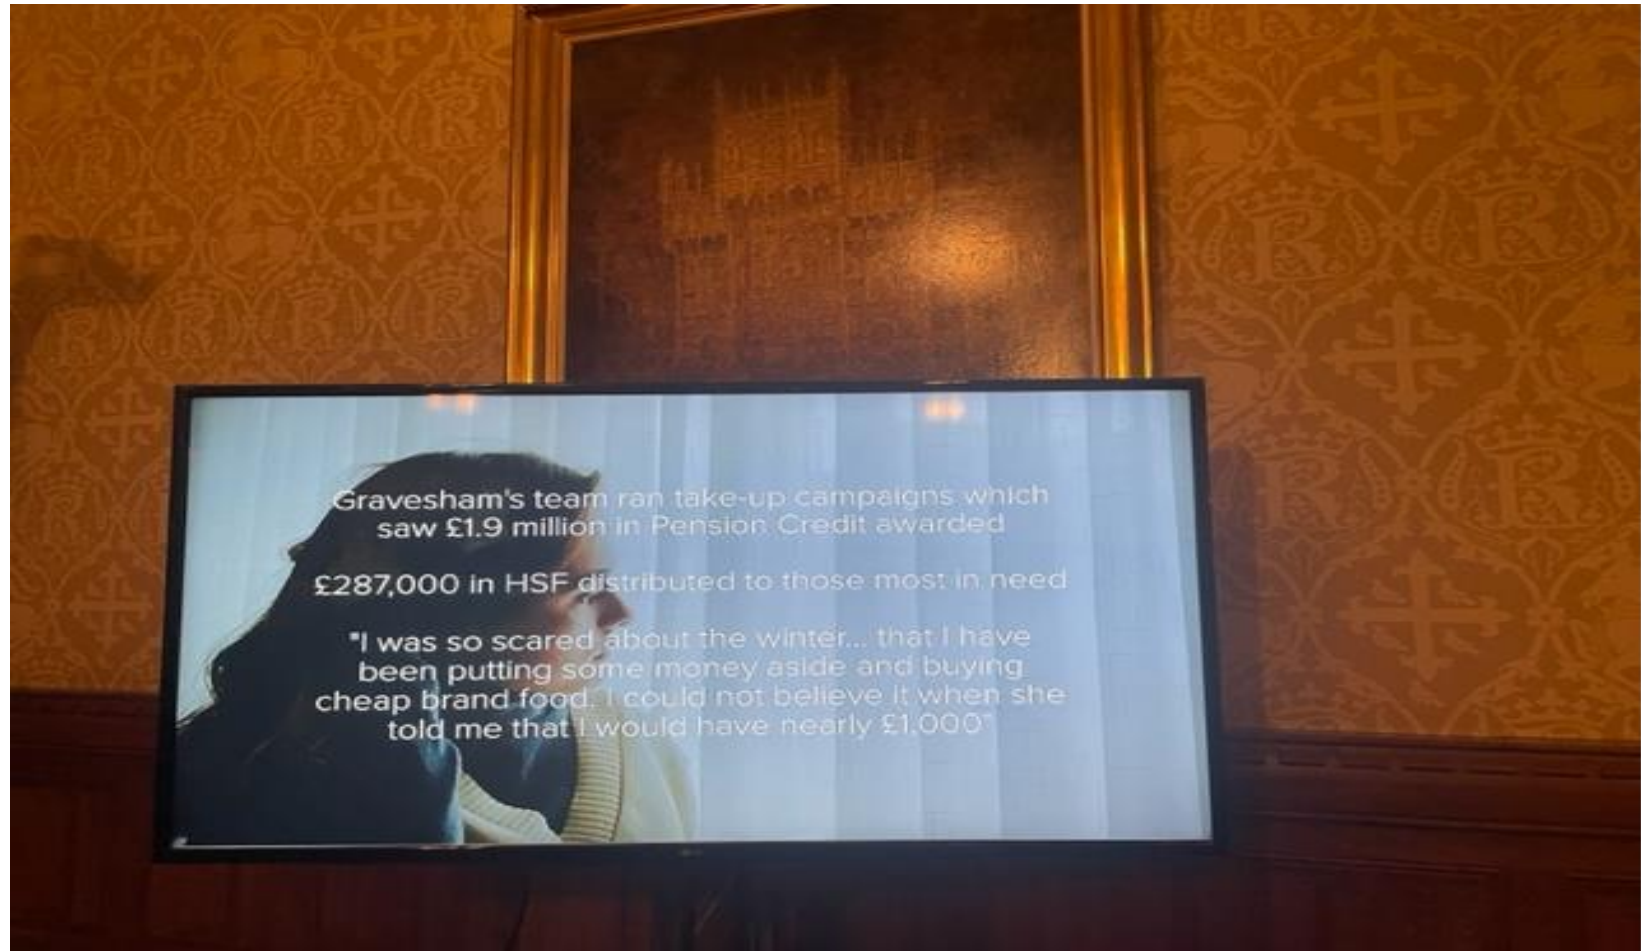 Gravesham's team ran take-up campaigns which
saw £1.9 million in Pension Credit awarded
£287,000 in HSF distributed to those most in need
"I was so scared about the winter... that I have
been putting some money aside and buying
cheap brand food. I could not believe it when she
told me that I would have nearly £1,000"